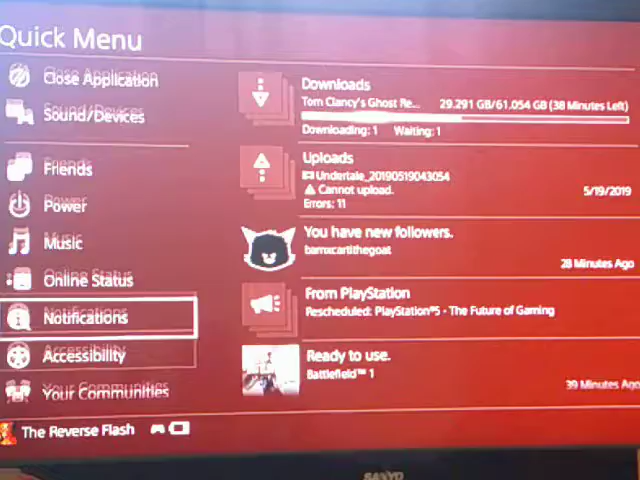 Quick Menu
Close Application
Sound/Devices
Friends
Power
Music
Online Status
Notifications
Accessibility
Your Communities
The Reverse Flash
Downloads
Tom Clancy's Ghost Re... 29.291 GB/61.054 GB (38 Minutes Left)
Downloading: 1 Waiting: 1
Uploads
Undertale_20190519043054
Cannot upload. 5/19/2019
Errors: 11
You have new followers.
bamxcartithegoat
28 Minutes Ago
From PlayStation
Rescheduled: PlayStation®5 - The Future of Gaming
Ready to use.
Battlefield™ 1
39 Minutes Ago
SANYO